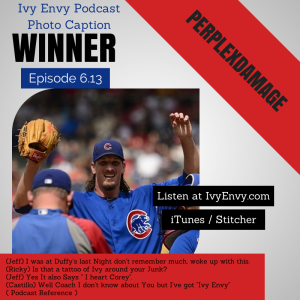 Ivy Envy Podcast
Photo Caption
WINNER
Episode 6.13
PERPLEXDAMAGE
Listen at IvyEnvy.com
iTunes / Stitcher
(Jeff) I was at Duffy's last Night don't remember much, woke up with this.
(Ricky) Is that a tattoo of Ivy around your Junk?
(Jeff) Yes It also Says " I heart Corey".
(Castillo) Well Coach I don't know about You but I've got "Ivy Envy"
( Podcast Reference )